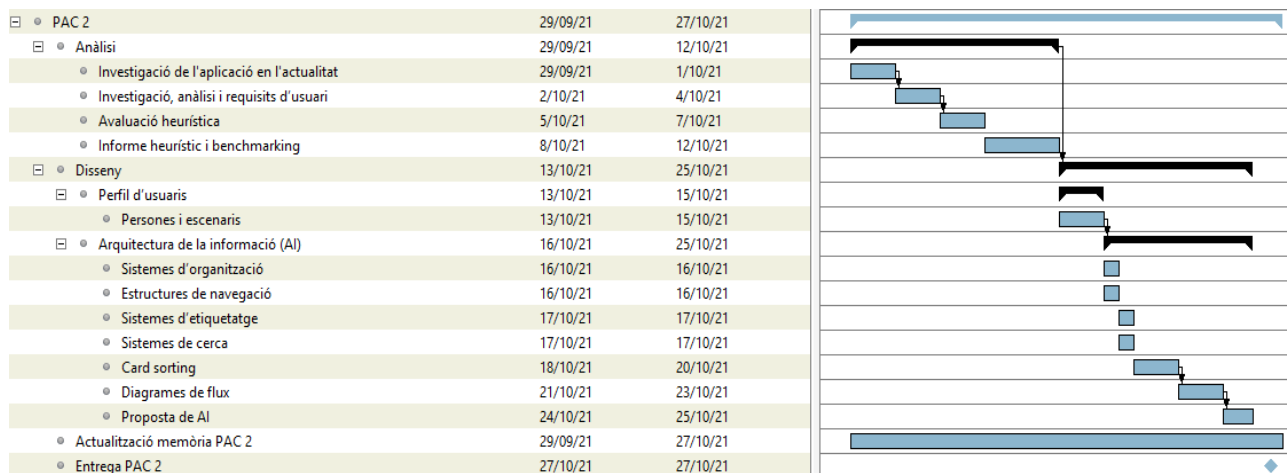 PAC 2 29/09/21 27/10/21
Anàlisi 29/09/21 12/10/21
Investigació de l'aplicació en l'actualitat 29/09/21 1/10/21
Investigació, anàlisi i requisits d'usuari 2/10/21 4/10/21
Avaluació heurística 5/10/21 7/10/21
Informe heurístic i benchmarking 8/10/21 12/10/21
Disseny 13/10/21 25/10/21
Perfil d'usuaris 13/10/21 15/10/21
Persones i escenaris 13/10/21 15/10/21
Arquitectura de la informació (AI) 16/10/21 25/10/21
Sistemes d'organització 16/10/21 16/10/21
Estructures de navegació 16/10/21 16/10/21
Sistemes d'etiquetatge 17/10/21 17/10/21
Sistemes de cerca 17/10/21 17/10/21
Card sorting 18/10/21 20/10/21
Diagrames de flux 21/10/21 23/10/21
Proposta de AI 24/10/21 25/10/21
Actualització memòria PAC 2 29/09/21 27/10/21
Entrega PAC 2 27/10/21 27/10/21